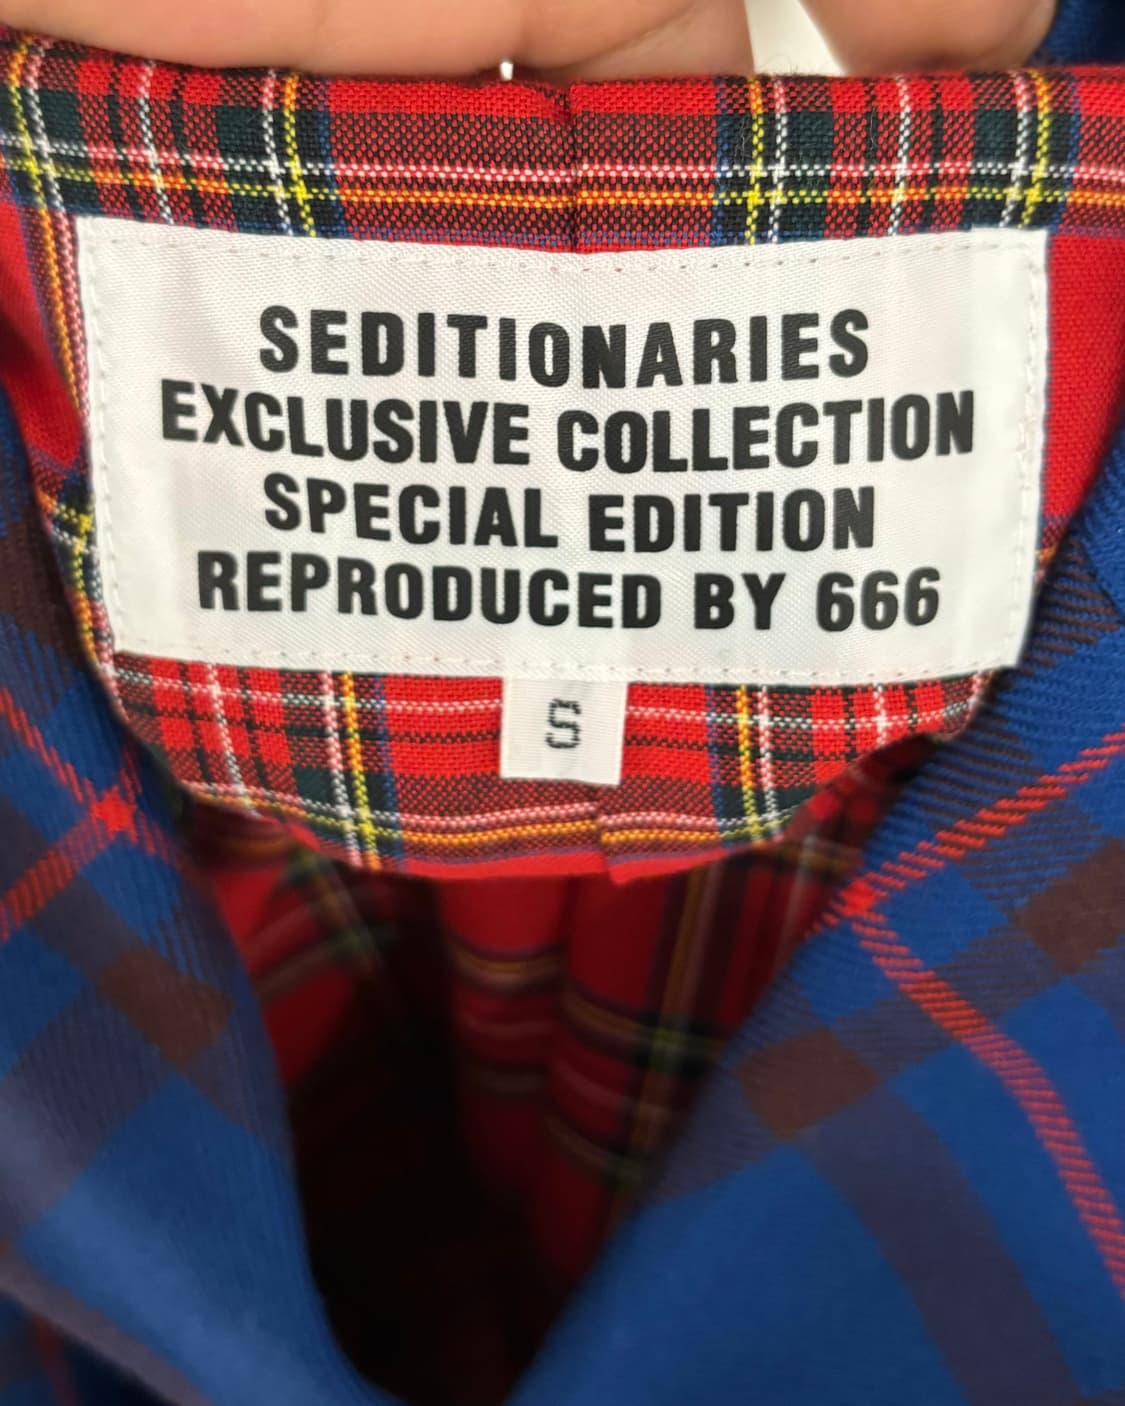 SEDITIONARIES
EXCLUSIVE COLLECTION
SPECIAL EDITION
REPRODUCED BY 666
S